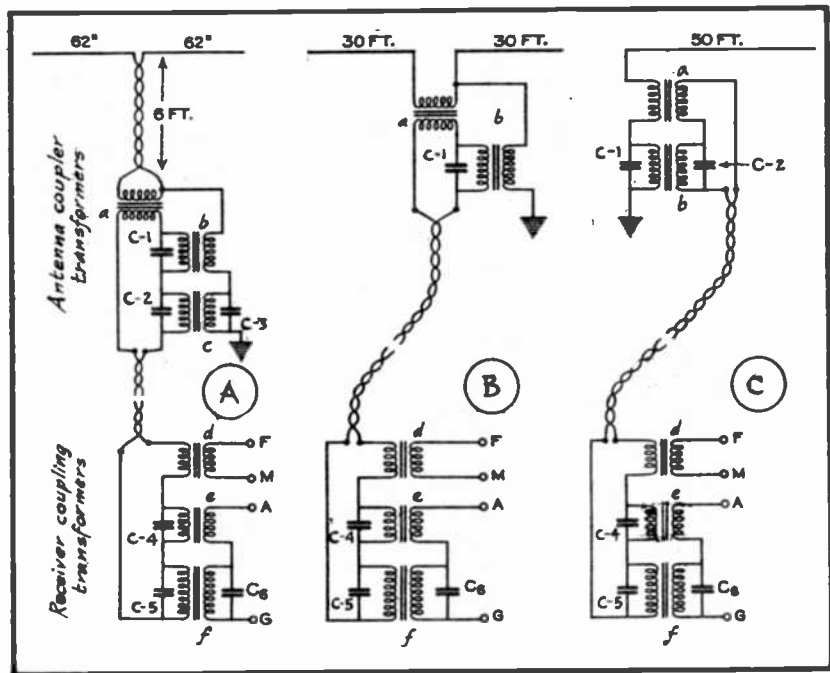 62"
62"
6 FT.
Antenna coupler
transformers
a
b
C-1
C-2
C-3
c
A
Receiver coupling
transformers
d
F
M
e
A
C-4
C-5
C6
G
f
30 FT.
30 FT.
a
b
C-1
B
d
F
M
e
A
C-4
C-5
C6
G
f
50 FT.
a
C-1
C-2
b
C
d
F
M
e
A
C-4
C-5
C6
G
f